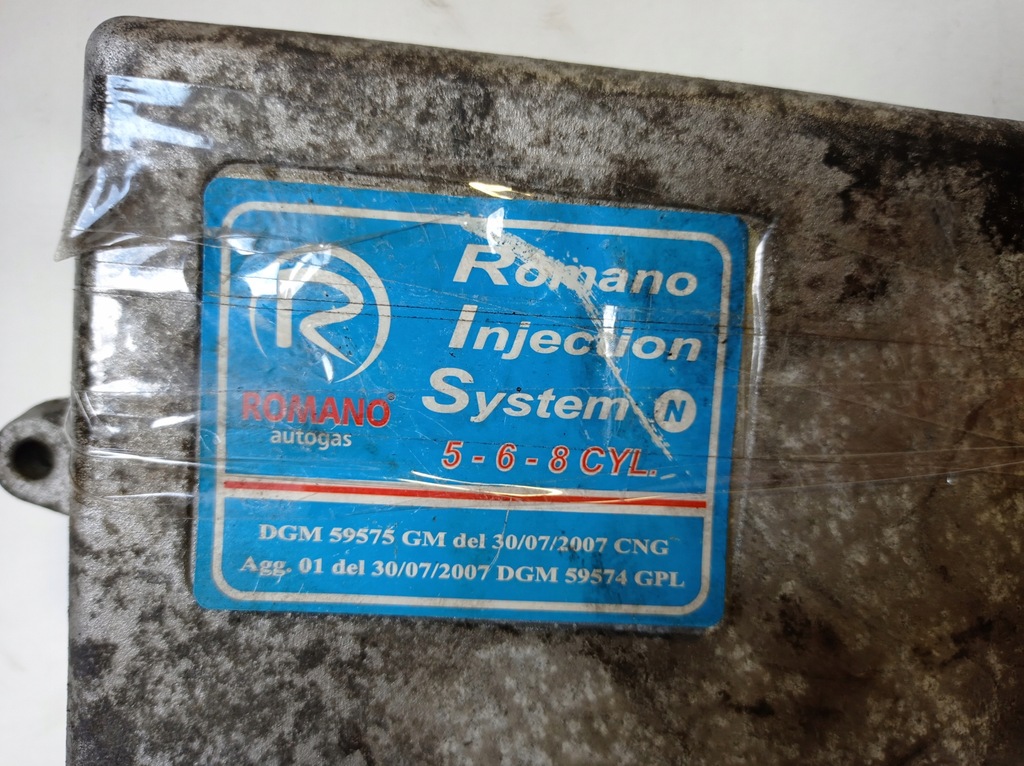 R
ROMANO®
autogas
Romano
Injection
System N
5 - 6 - 8 CYL.
DGM 59575 GM del 30/07/2007 CNG
Agg. 01 del 30/07/2007 DGM 59574 GPL